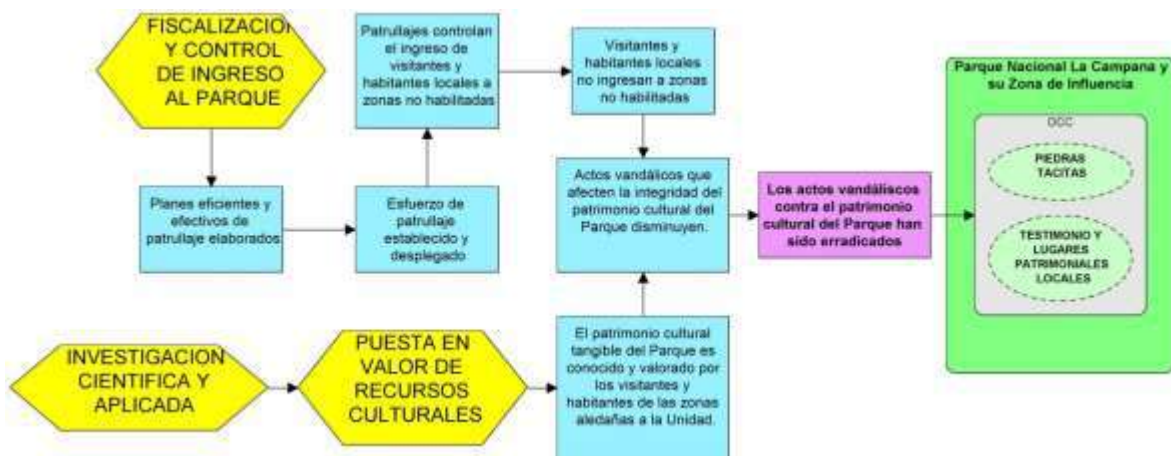 FISCALIZACION
Y CONTROL
DE INGRESO
AL PARQUE
Planes eficientes y
efectivos de
patrullaje elaborados
Esfuerzo de
patrullaje
establecido y
desplegado
Patrullajes controlan
el ingreso de
visitantes y
habitantes locales a
zonas no habilitadas
Visitantes y
habitantes locales
no ingresan a zonas
no habilitadas
Actos vandálicos que
afecten la integridad del
patrimonio cultural del
Parque disminuyen.
INVESTIGACION
CIENTIFICA Y
APLICADA
PUESTA EN
VALOR DE
RECURSOS
CULTURALES
El patrimonio cultural
tangible del Parque es
conocido y valorado por
los visitantes y
habitantes de las zonas
aledañas a la Unidad.
Los actos vandáliscos
contra el patrimonio
cultural del Parque han
sido erradicados
Parque Nacional La Campana y
su Zona de Influencia
PIEDRAS
TACITAS
TESTIMONIO Y
LUGARES
PATRIMONIALES
LOCALES